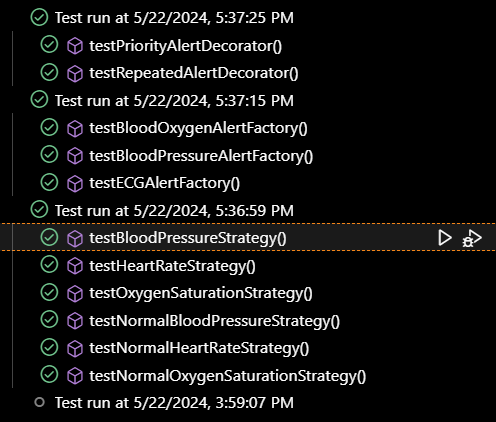 Test run at 5/22/2024, 5:37:25 PM
testPriorityAlertDecorator()
testRepeatedAlertDecorator()
Test run at 5/22/2024, 5:37:15 PM
testBloodOxygenAlertFactory()
testBloodPressureAlertFactory()
testECGAlertFactory()
Test run at 5/22/2024, 5:36:59 PM
testBloodPressureStrategy()
testHeartRateStrategy()
testOxygenSaturationStrategy()
testNormalBloodPressureStrategy()
testNormalHeartRateStrategy()
testNormalOxygenSaturationStrategy()
Test run at 5/22/2024, 3:59:07 PM